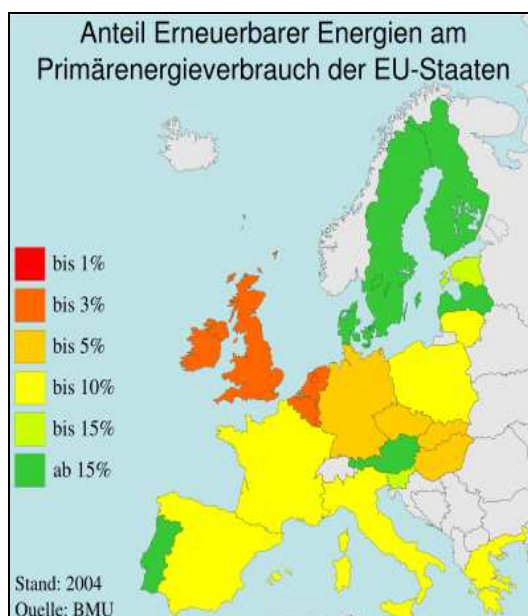 Anteil Erneuerbarer Energien am
Primärenergieverbrauch der EU-Staaten
bis 1%
bis 3%
bis 5%
bis 10%
bis 15%
ab 15%
Stand: 2004
Quelle: BMU